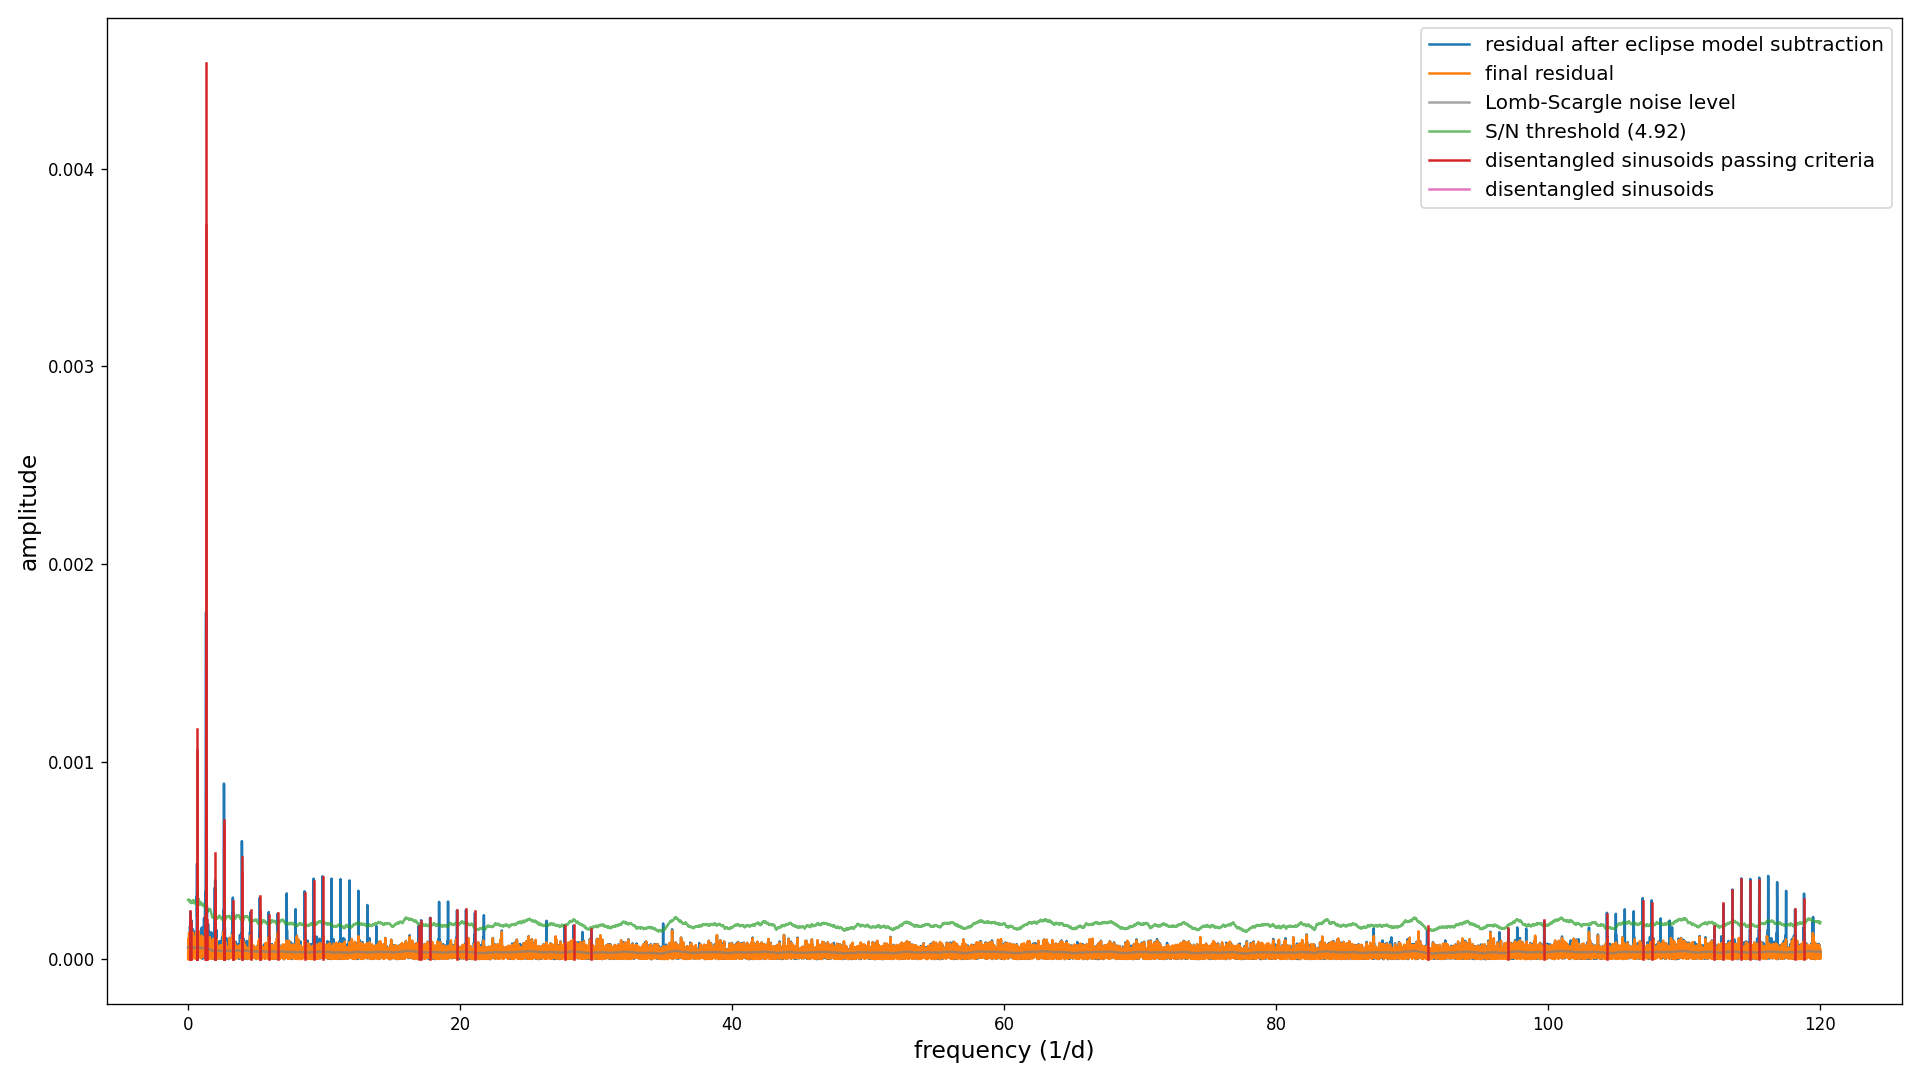 residual after eclipse model subtraction
final residual
Lomb-Scargle noise level
S/N threshold (4.92)
disentangled sinusoids passing criteria
disentangled sinusoids
0.004
0.003
0.002
0.001
0.000
amplitude
0
20
40
60
80
100
120
frequency (1/d)